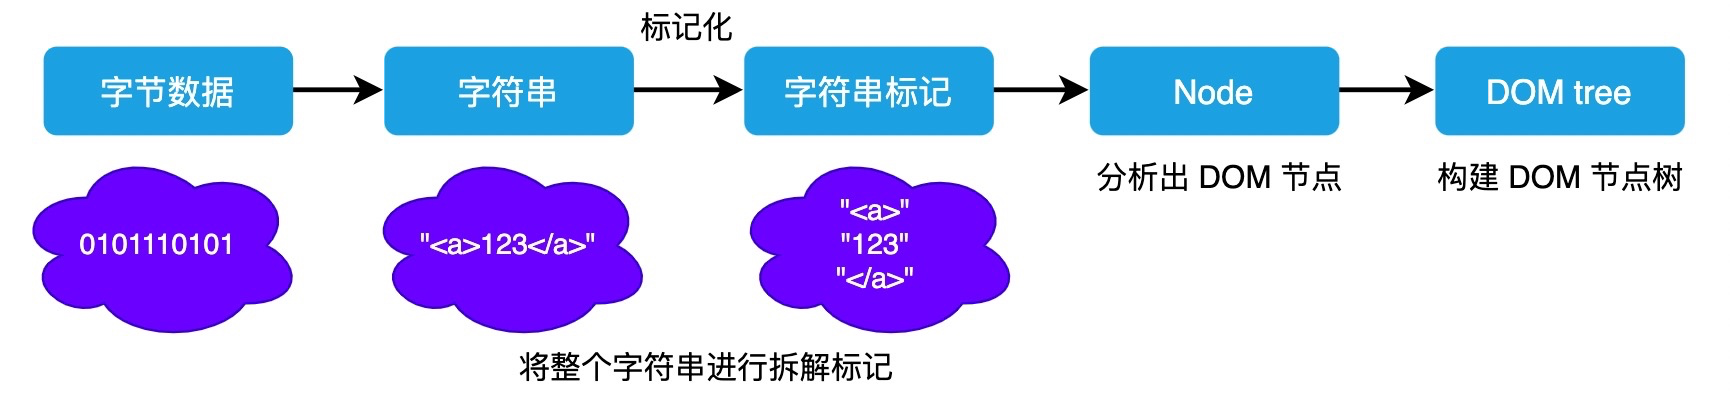 标记化
字节数据
字符串
字符串标记
Node
DOM tree
分析出 DOM 节点
构建 DOM 节点树
0101110101
"<a>123</a>"
"<a>"
"123"
"</a>"
将整个字符串进行拆解标记